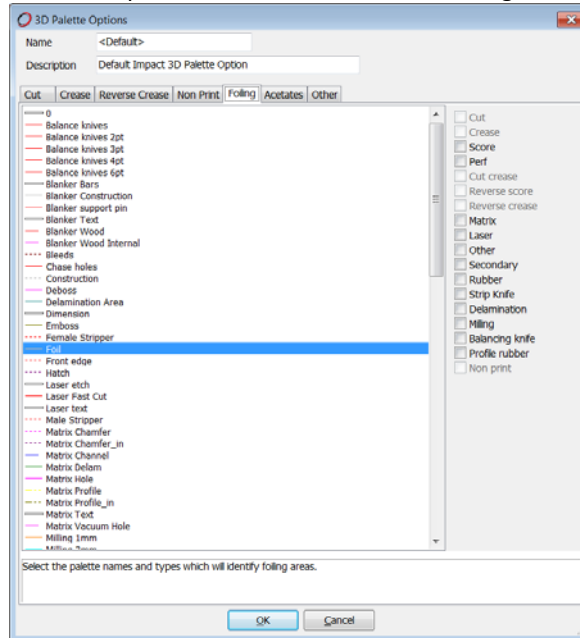 3D Palette Options
Name <Default>
Description Default Impact 3D Palette Option
Cut Crease Reverse Crease Non Print Foiling Acetates Other
0
Balance knives
Balance knives 2pt
Balance knives 3pt
Balance knives 4pt
Balance knives 6pt
Blanker Bars
Blanker Construction
Blanker support pin
Blanker Text
Blanker Wood
Blanker Wood Internal
Bleeds
Chase holes
Construction
Deboss
Delamination Area
Dimension
Emboss
Female Stripper
Foil
Front edge
Hatch
Laser etch
Laser Fast Cut
Laser text
Male Stripper
Matrix Chamfer
Matrix Chamfer_in
Matrix Channel
Matrix Delam
Matrix Hole
Matrix Profile
Matrix Profile_in
Matrix Text
Matrix Vacuum Hole
Milling 1mm
Cut
Crease
Score
Perf
Cut crease
Reverse score
Reverse crease
Matrix
Laser
Other
Secondary
Rubber
Strip Knife
Delamination
Milling
Balancing knife
Profile rubber
Non print
Select the palette names and types which will identify foiling areas.
OK Cancel